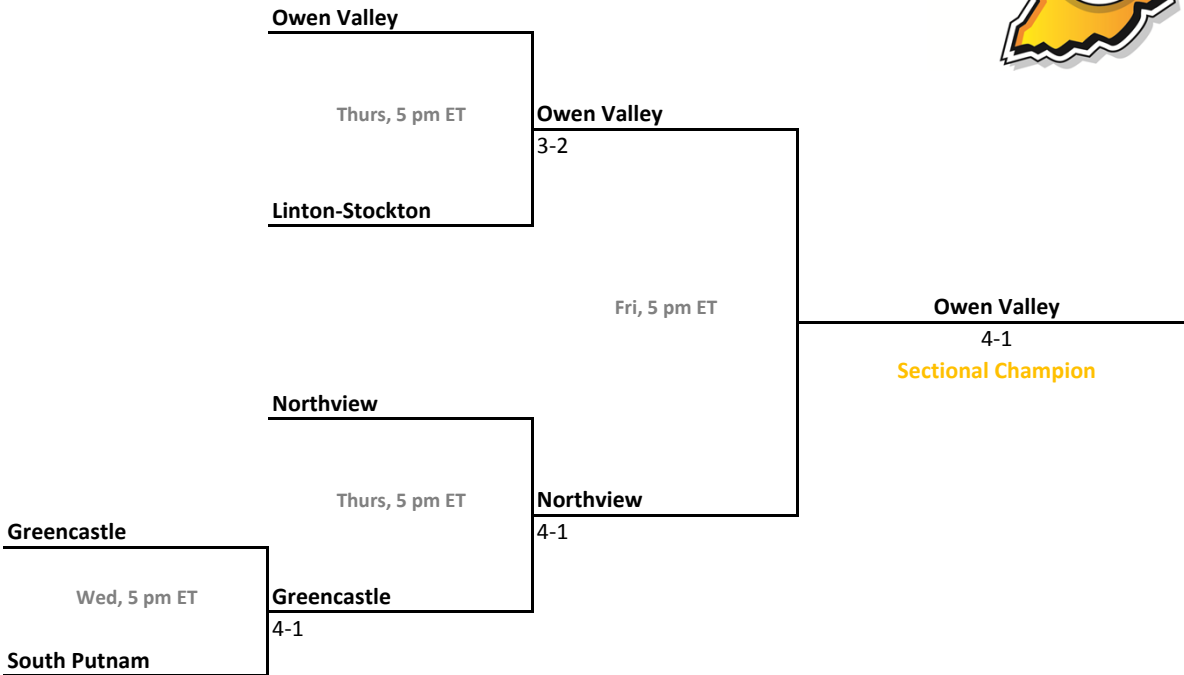 Owen Valley
Thurs, 5 pm ET
Owen Valley
3-2
Linton-Stockton
Fri, 5 pm ET
Owen Valley
4-1
Sectional Champion
Northview
Thurs, 5 pm ET
Northview
4-1
Greencastle
Wed, 5 pm ET
Greencastle
4-1
South Putnam